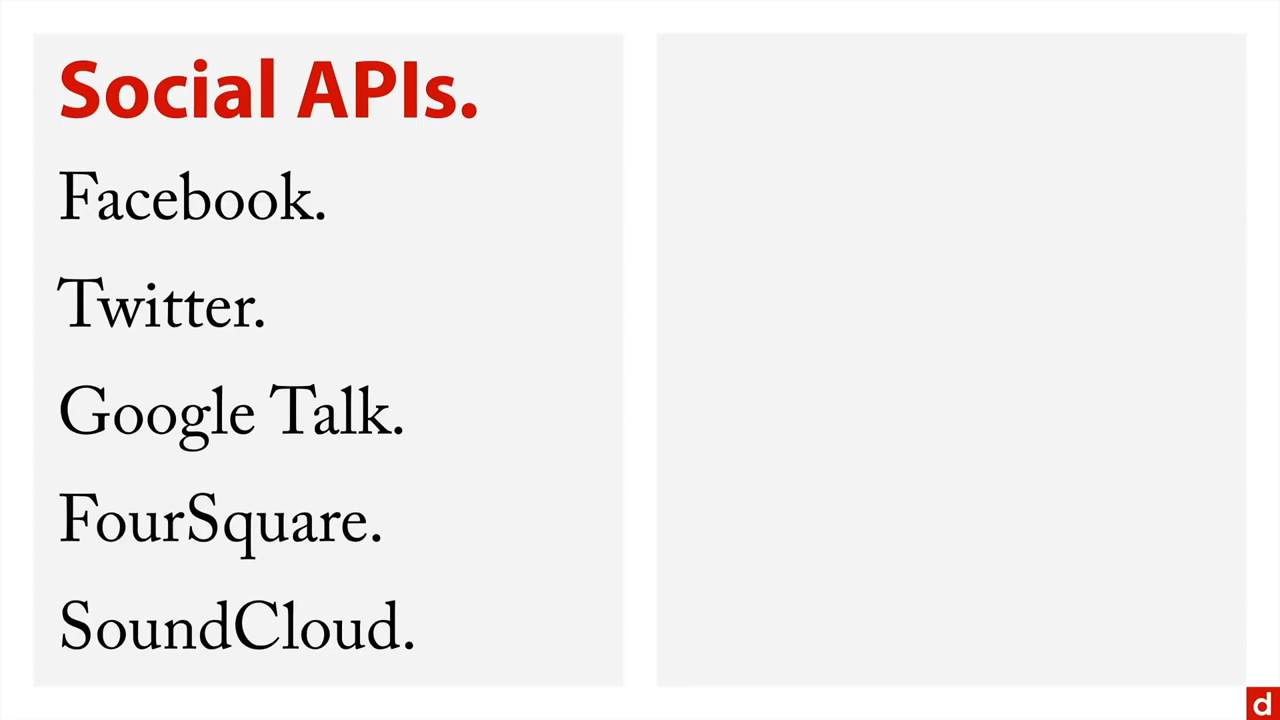 Social APIs.
Facebook.
Twitter.
Google Talk.
FourSquare.
SoundCloud.
d